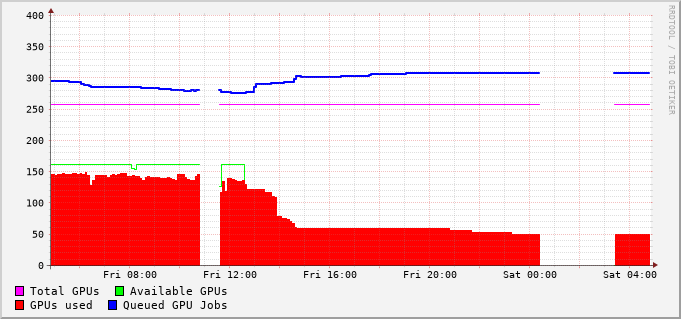 400
350
300
250
200
150
100
50
0
Fri 08:00 Fri 12:00 Fri 16:00 Fri 20:00 Sat 00:00 Sat 04:00
Total GPUs Available GPUs
GPUs used Queued GPU Jobs
RRDTOOL / TOBI OETIKER